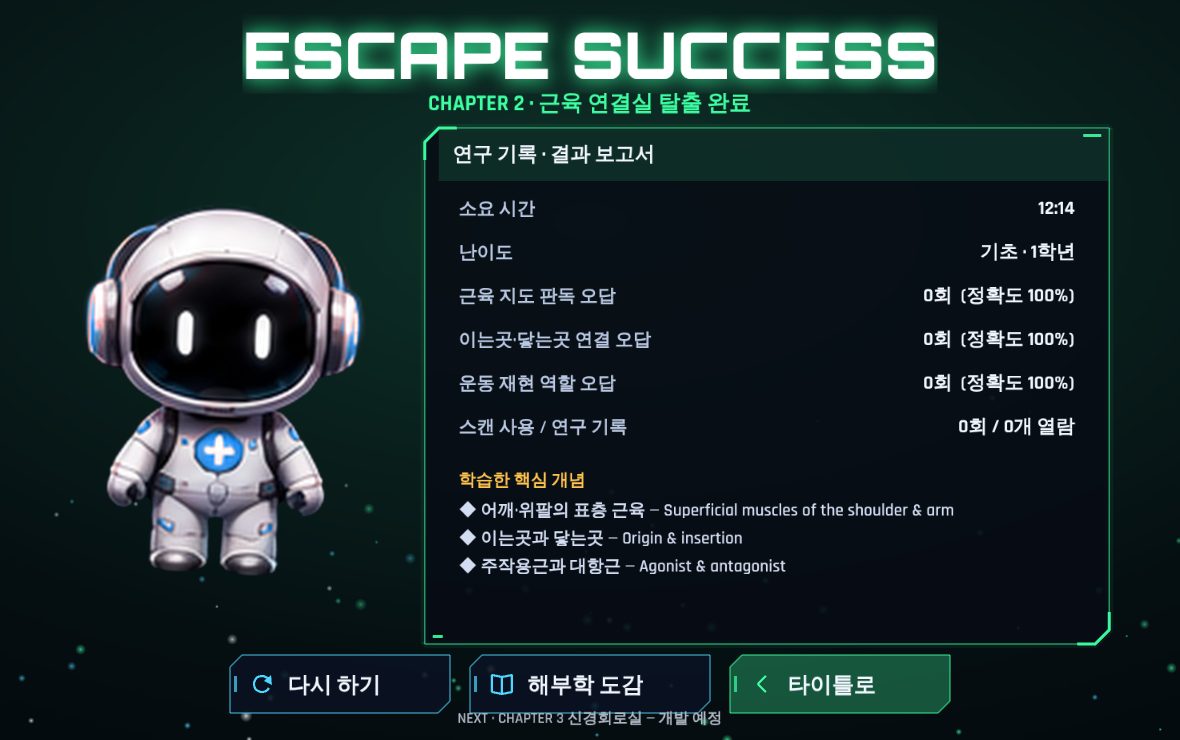 ESCAPE SUCCESS
CHAPTER 2 · 근육 연결실 탈출 완료
연구 기록 · 결과 보고서
소요 시간 12:14
난이도 기초 · 1학년
근육 지도 판독 오답 0회 (정확도 100%)
이는곳·닿는곳 연결 오답 0회 (정확도 100%)
운동 재현 역할 오답 0회 (정확도 100%)
스캔 사용 / 연구 기록 0회 / 0개 열람
학습한 핵심 개념
◆ 어깨·위팔의 표층 근육 – Superficial muscles of the shoulder & arm
◆ 이는곳과 닿는곳 – Origin & insertion
◆ 주작용근과 대항근 – Agonist & antagonist
다시 하기 해부학 도감 타이틀로
NEXT · CHAPTER 3 신경회로실 – 개발 예정